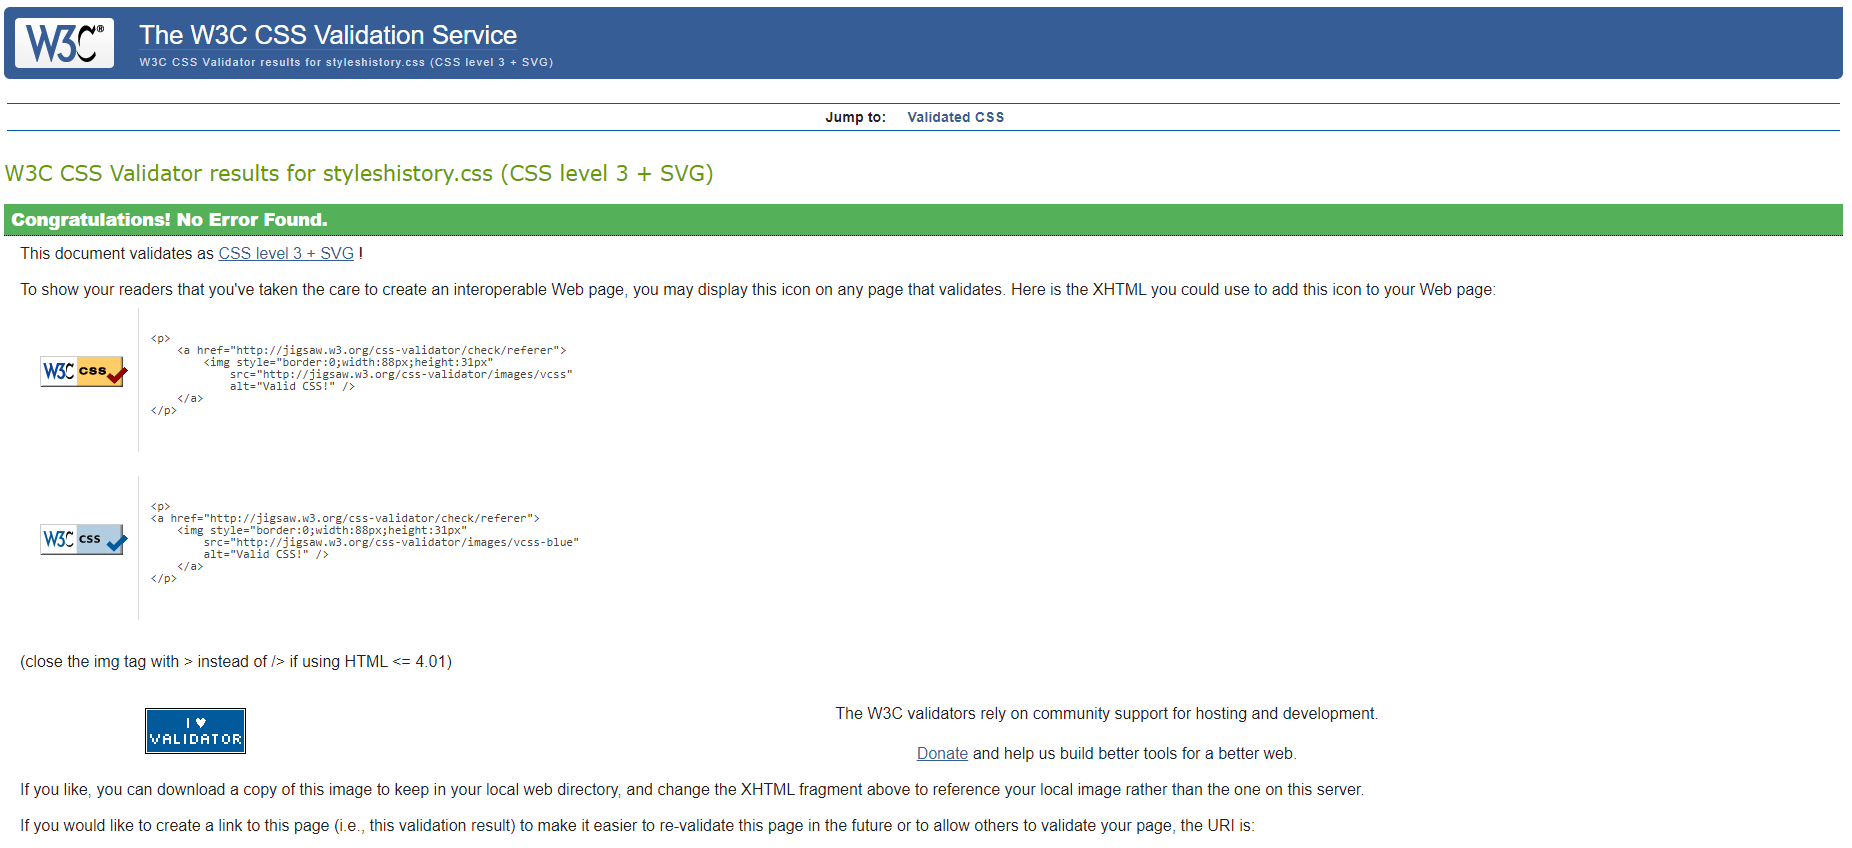 W3C®
The W3C CSS Validation Service
W3C CSS Validator results for styleshistory.css (CSS level 3 + SVG)
Jump to: Validated CSS
W3C CSS Validator results for styleshistory.css (CSS level 3 + SVG)
Congratulations! No Error Found.
This document validates as CSS level 3 + SVG !
To show your readers that you've taken the care to create an interoperable Web page, you may display this icon on any page that validates. Here is the XHTML you could use to add this icon to your Web page:
W3C css
<p>
    <a href="http://jigsaw.w3.org/css-validator/check/referer">
        <img style="border:0;width:88px;height:31px"
            src="http://jigsaw.w3.org/css-validator/images/vcss"
            alt="Valid CSS!" />
    </a>
</p>
W3C css
<p>
<a href="http://jigsaw.w3.org/css-validator/check/referer">
    <img style="border:0;width:88px;height:31px"
        src="http://jigsaw.w3.org/css-validator/images/vcss-blue"
        alt="Valid CSS!" />
    </a>
</p>
(close the img tag with > instead of /> if using HTML <= 4.01)
I ♥
VALIDATOR
The W3C validators rely on community support for hosting and development.
Donate and help us build better tools for a better web.
If you like, you can download a copy of this image to keep in your local web directory, and change the XHTML fragment above to reference your local image rather than the one on this server.
If you would like to create a link to this page (i.e., this validation result) to make it easier to re-validate this page in the future or to allow others to validate your page, the URI is: